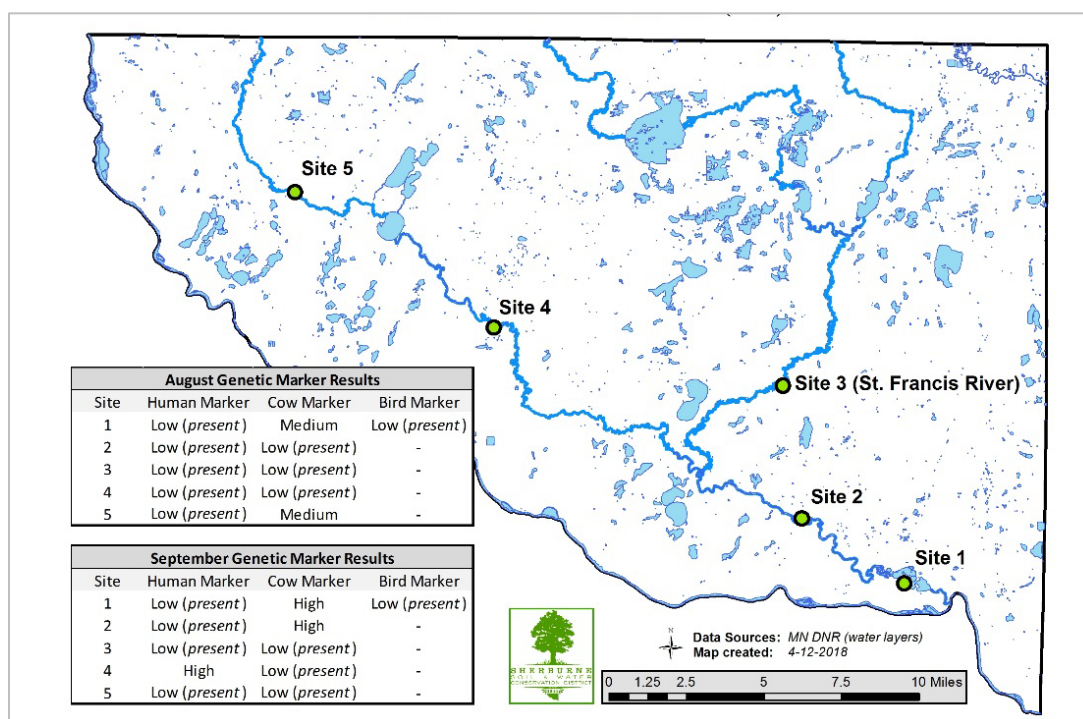 Site 5
Site 4
Site 3 (St. Francis River)
Site 2
Site 1
August Genetic Marker Results
Site Human Marker Cow Marker Bird Marker
1 Low (present) Medium Low (present)
2 Low (present) Low (present) -
3 Low (present) Low (present) -
4 Low (present) Low (present) -
5 Low (present) Medium -
September Genetic Marker Results
Site Human Marker Cow Marker Bird Marker
1 Low (present) High Low (present)
2 Low (present) High -
3 Low (present) Low (present) -
4 High Low (present) -
5 Low (present) Low (present) -
SHERBURNE
SOIL & WATER
CONSERVATION DISTRICT
N
Data Sources: MN DNR (water layers)
Map created: 4-12-2018
0 1.25 2.5 5 7.5 10 Miles